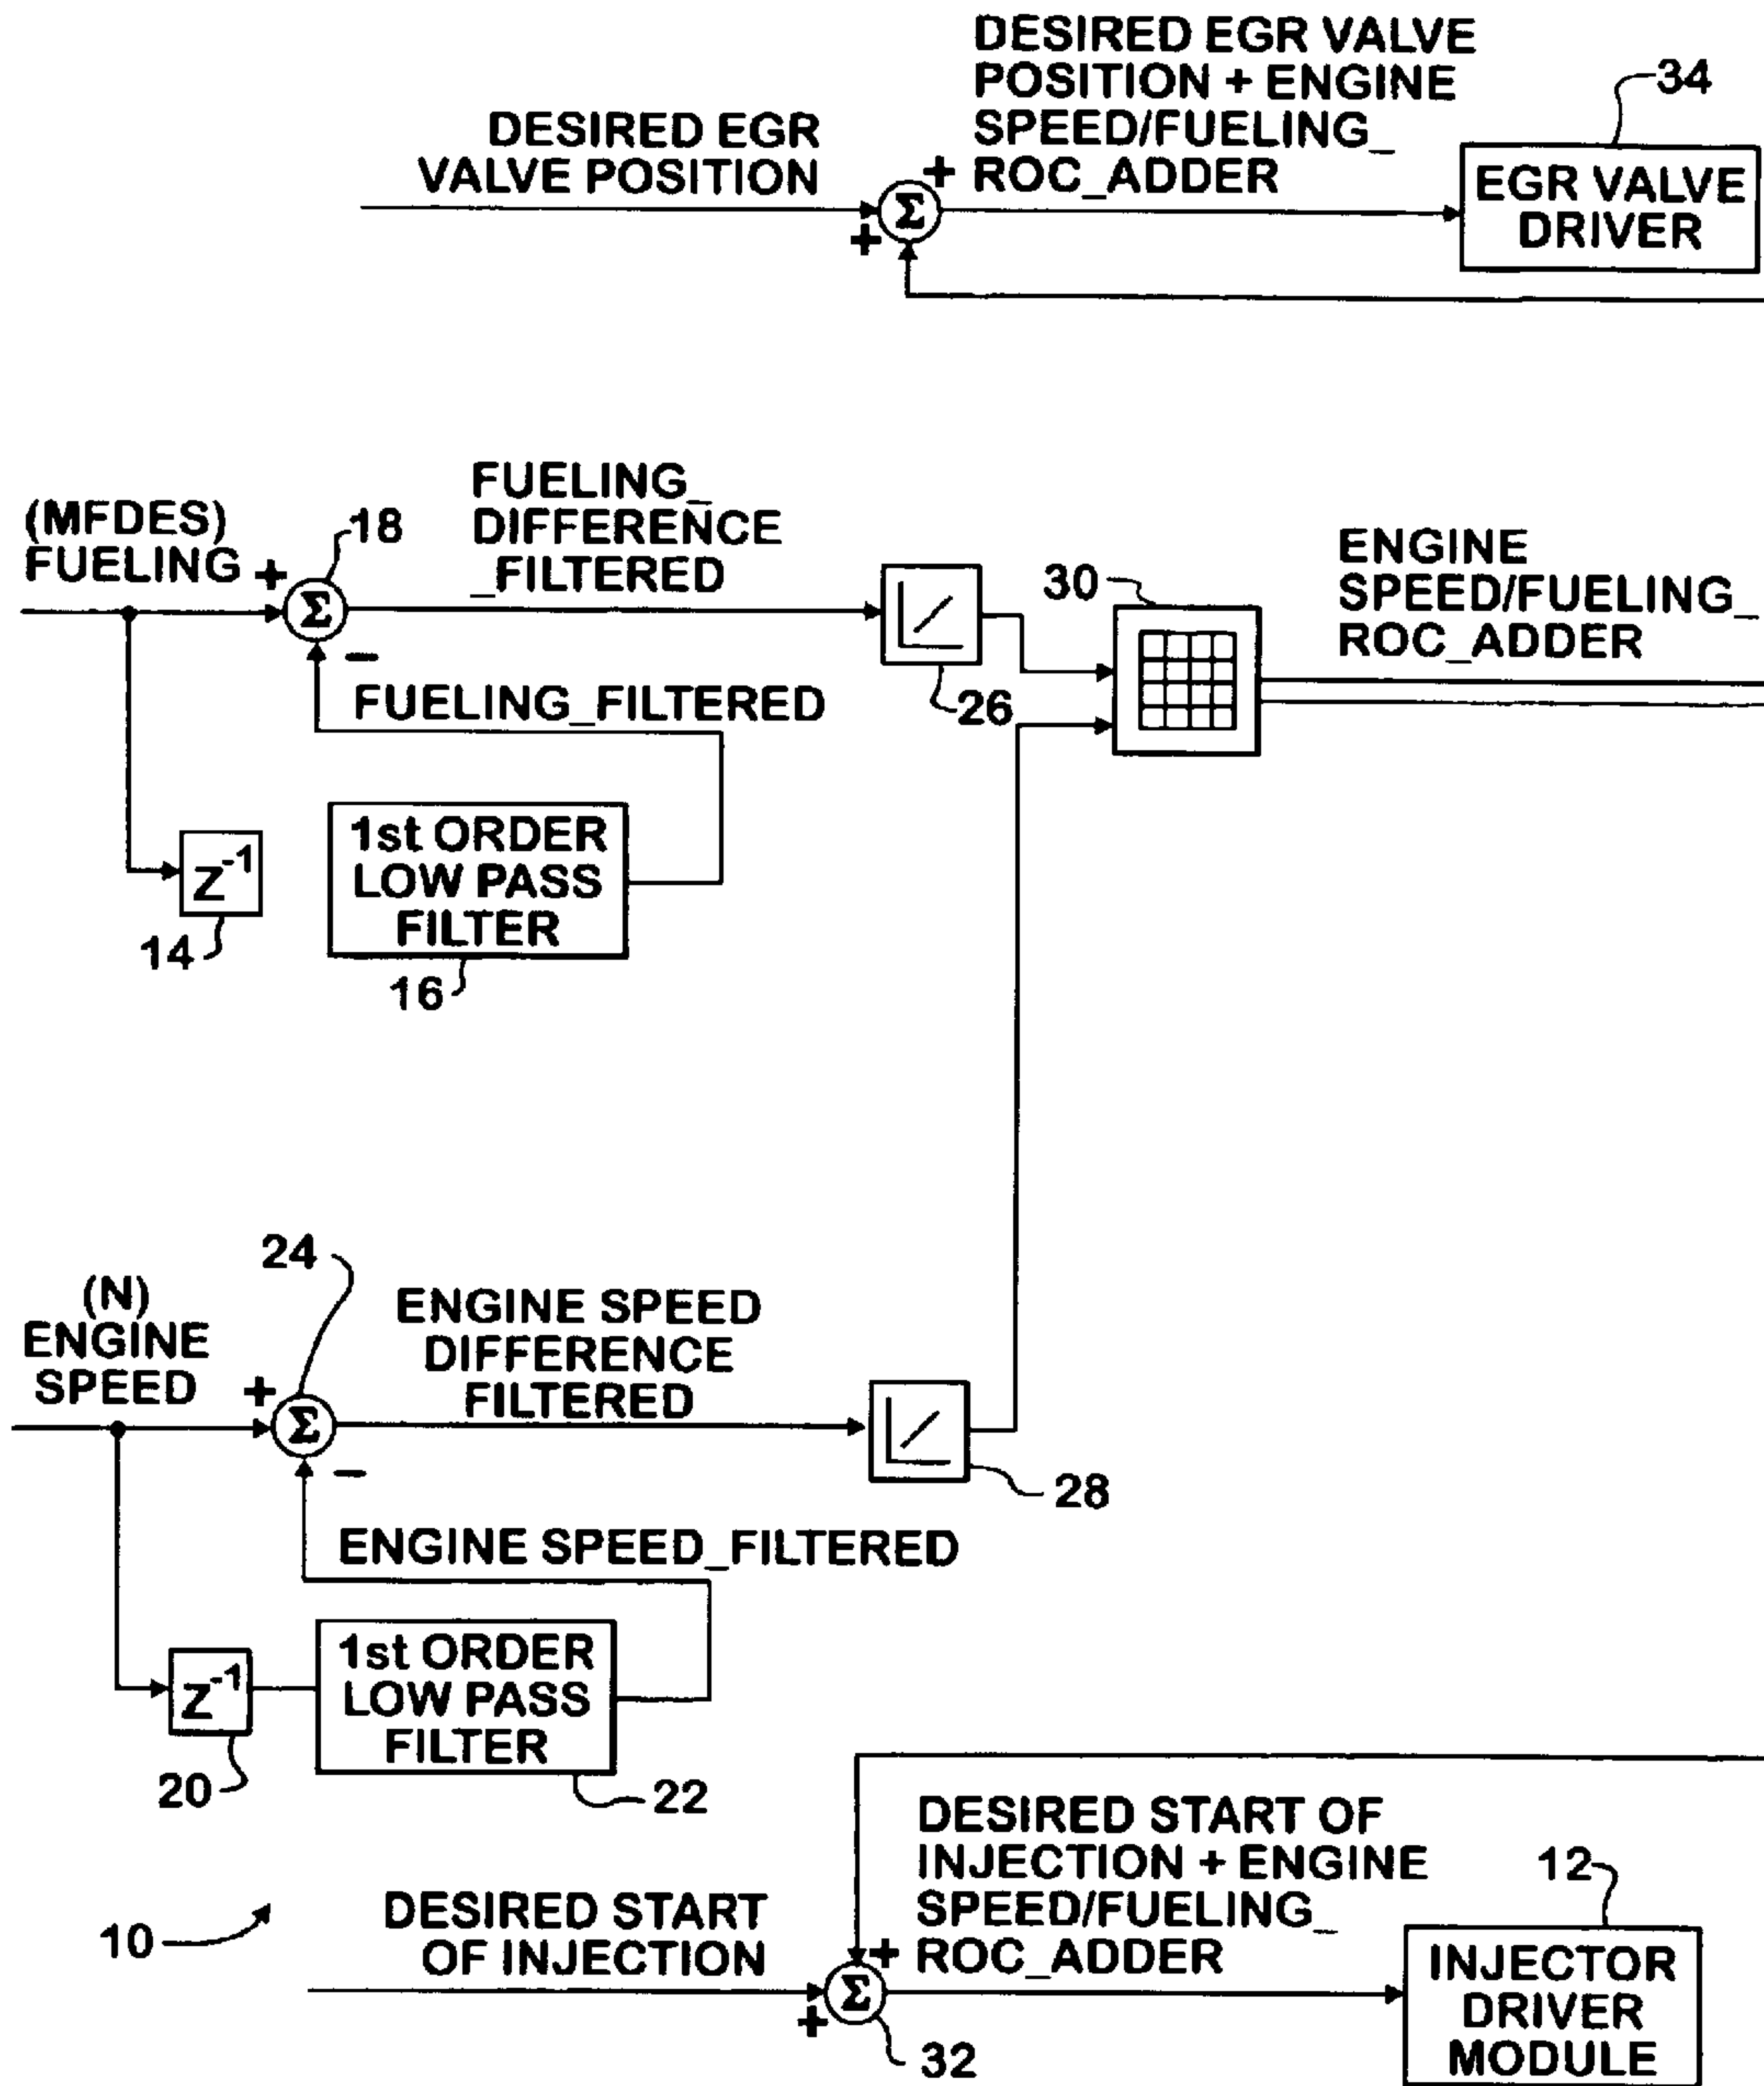 DESIRED EGR VALVE
POSITION + ENGINE
SPEED/FUELING_
ROC_ADDER
34
DESIRED EGR
VALVE POSITION
+
Σ
+
EGR VALVE
DRIVER
(MFDES)
FUELING
+
18
Σ
−
FUELING_
DIFFERENCE
_FILTERED
FUELING_FILTERED
26
30
ENGINE
SPEED/FUELING_
ROC_ADDER
Z-1
14
1st ORDER
LOW PASS
FILTER
16
24
(N)
ENGINE
SPEED
+
Σ
−
ENGINE SPEED
DIFFERENCE
FILTERED
28
ENGINE SPEED_FILTERED
Z-1
20
1st ORDER
LOW PASS
FILTER
22
10
DESIRED START
OF INJECTION
+
Σ
+
32
DESIRED START OF
INJECTION + ENGINE
SPEED/FUELING_
ROC_ADDER
12
INJECTOR
DRIVER
MODULE